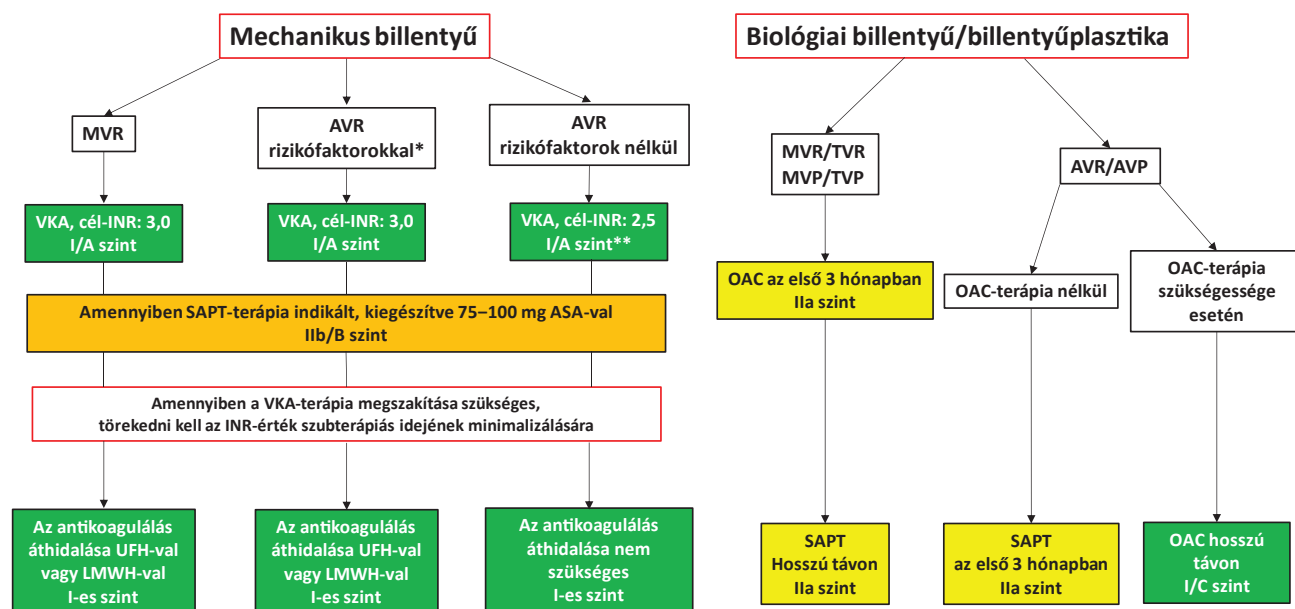 Mechanikus billentyű
MVR
AVR
rizikófaktorokkal*
AVR
rizikófaktorok nélkül
VKA, cél-INR: 3,0
I/A szint
VKA, cél-INR: 3,0
I/A szint
VKA, cél-INR: 2,5
I/A szint**
Amennyiben SAPT-terápia indikált, kiegészítve 75–100 mg ASA-val
IIb/B szint
Amennyiben a VKA-terápia megszakítása szükséges,
törekedni kell az INR-érték szubterápiás idejének minimalizálására
Az antikoagulálás
áthidalása UFH-val
vagy LMWH-val
I-es szint
Az antikoagulálás
áthidalása UFH-val
vagy LMWH-val
I-es szint
Az antikoagulálás
áthidalása nem
szükséges
I-es szint
Biológiai billentyű/billentyűplasztika
MVR/TVR
MVP/TVP
AVR/AVP
OAC az első 3 hónapban
IIa szint
OAC-terápia nélkül
OAC-terápia
szükségessége
esetén
SAPT
Hosszú távon
IIa szint
SAPT
az első 3 hónapban
IIa szint
OAC hosszú
távon
I/C szint